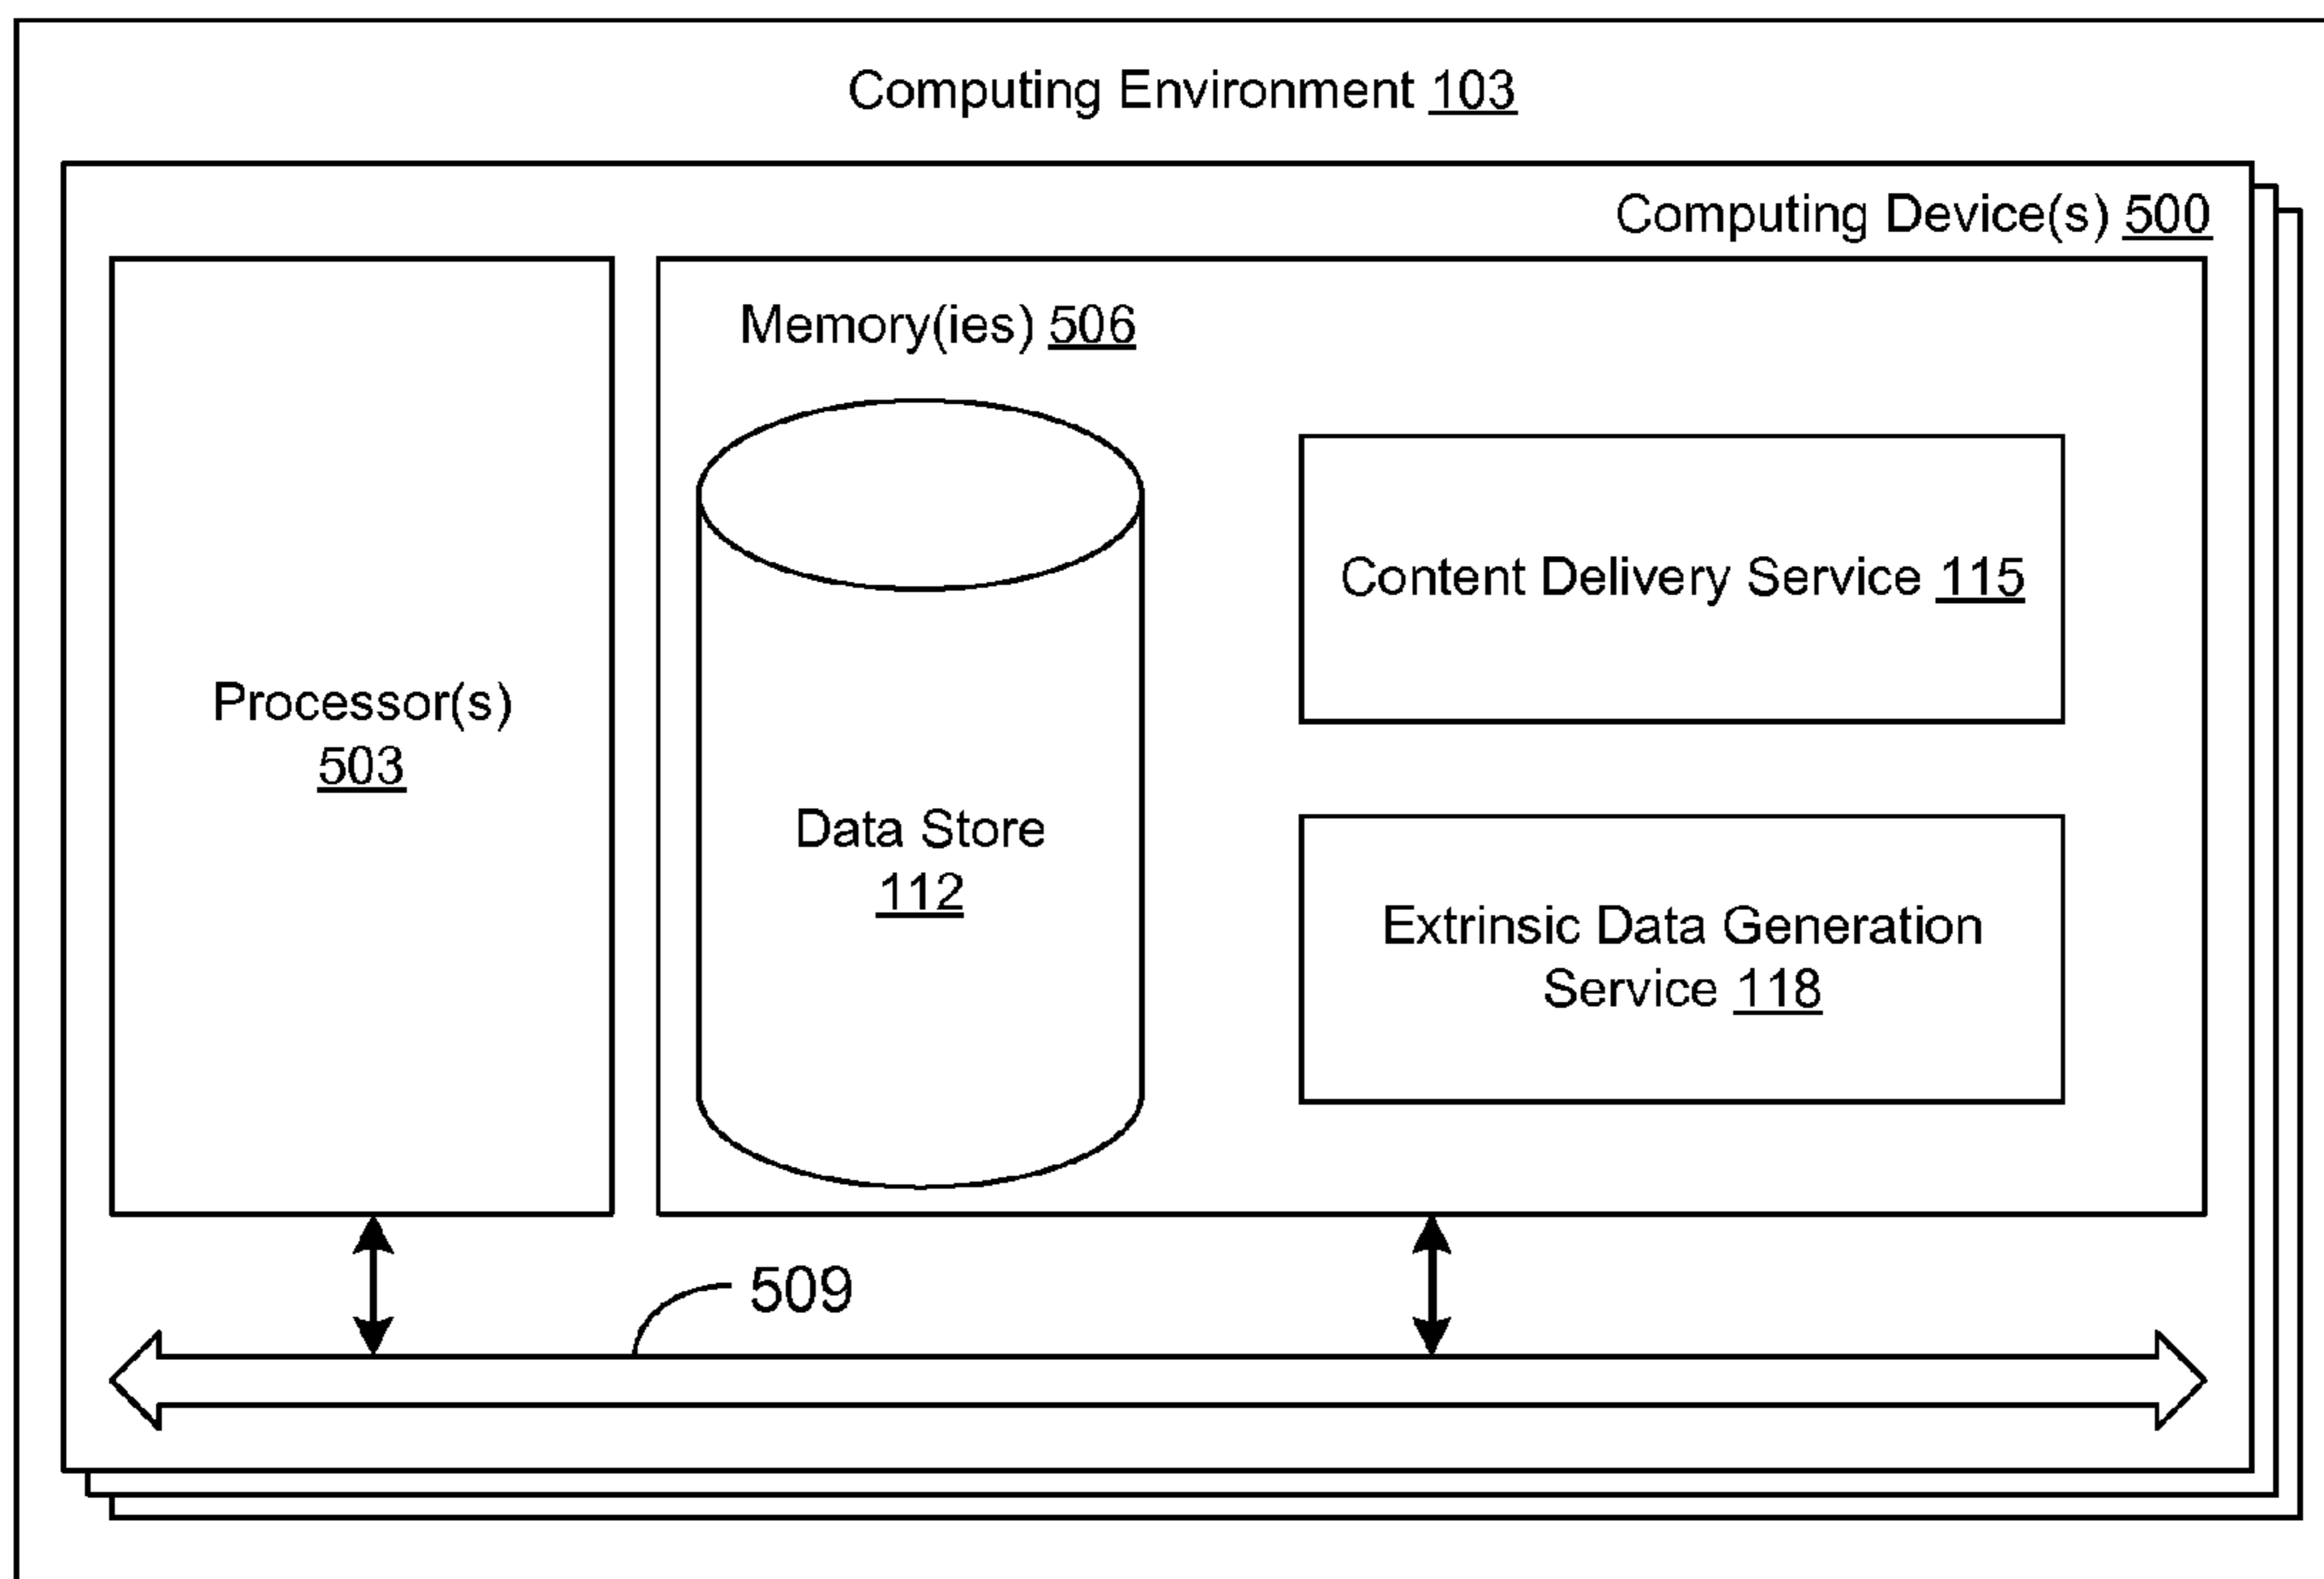 Computing Environment 103
Computing Device(s) 500
Memory(ies) 506
Processor(s)
503
Data Store
112
Content Delivery Service 115
Extrinsic Data Generation
Service 118
509